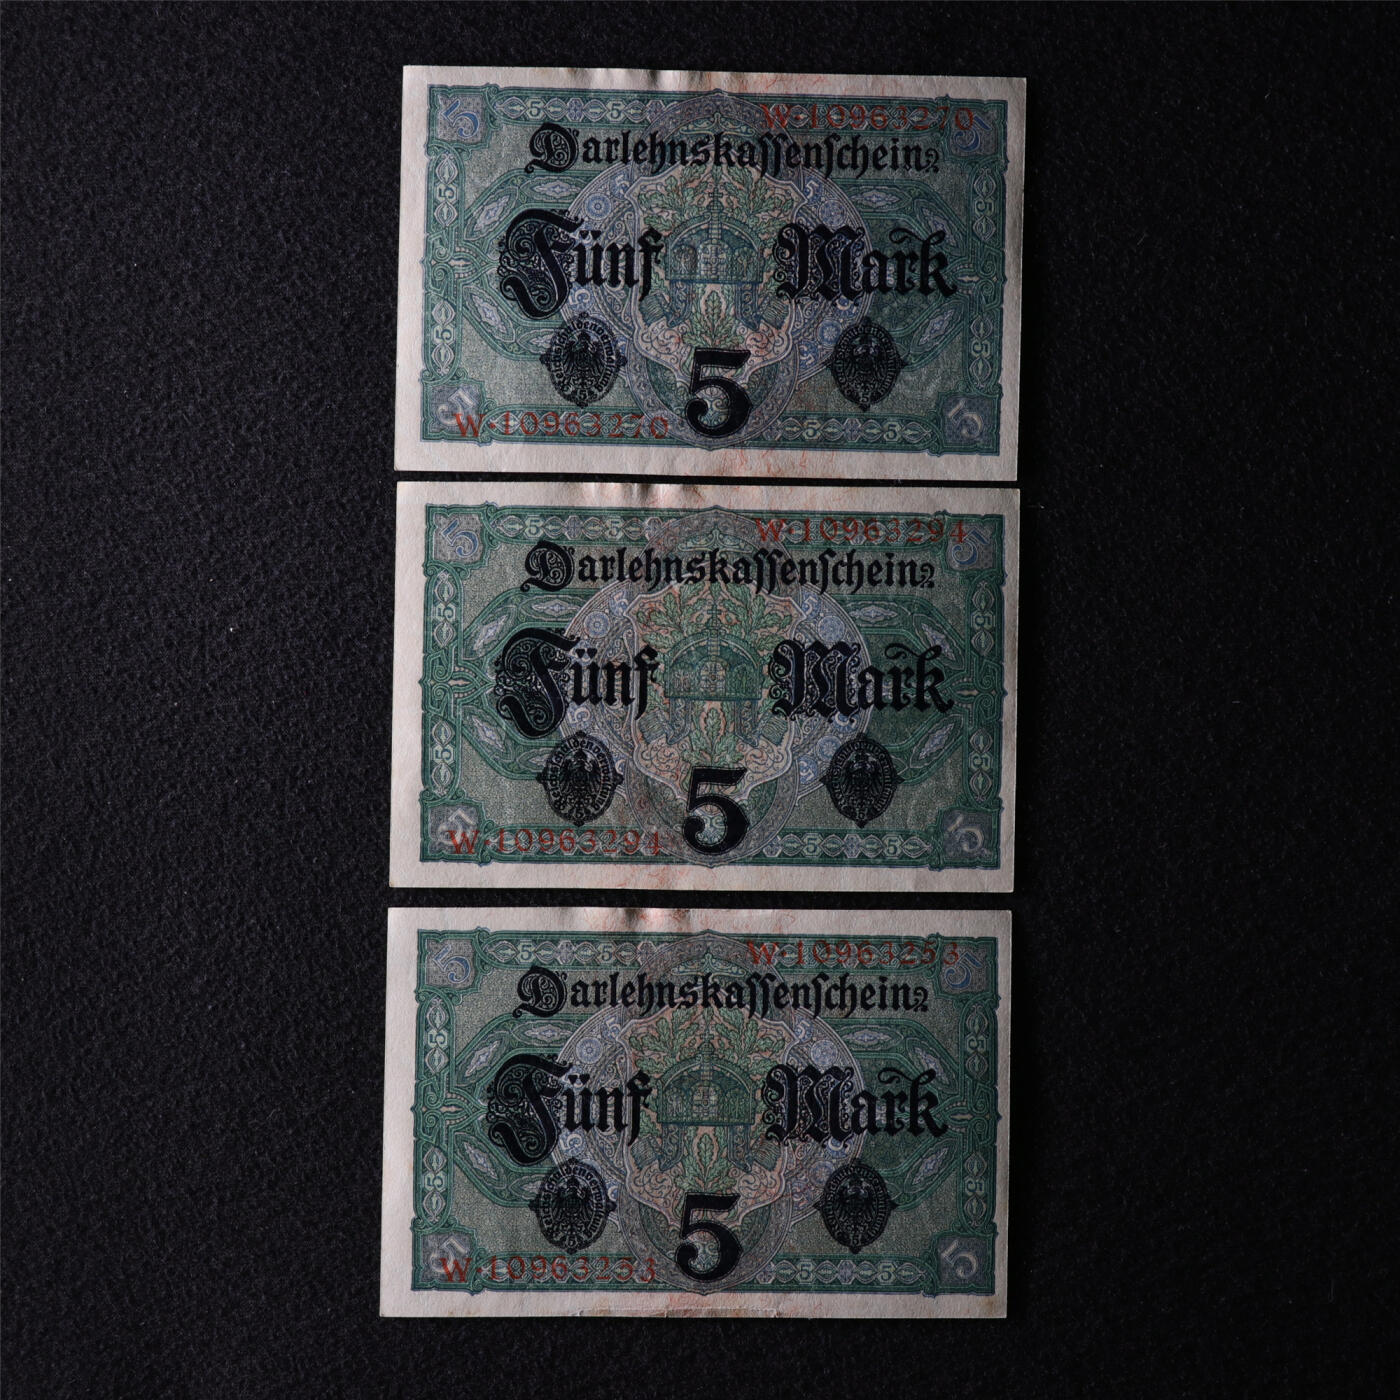 W·10963270
Darlehnskassenschein
Fünf Mark
5
W·10963270
W·10963294
Darlehnskassenschein
Fünf Mark
5
W·10963294
W·10963253
Darlehnskassenschein
Fünf Mark
5
W·10963253